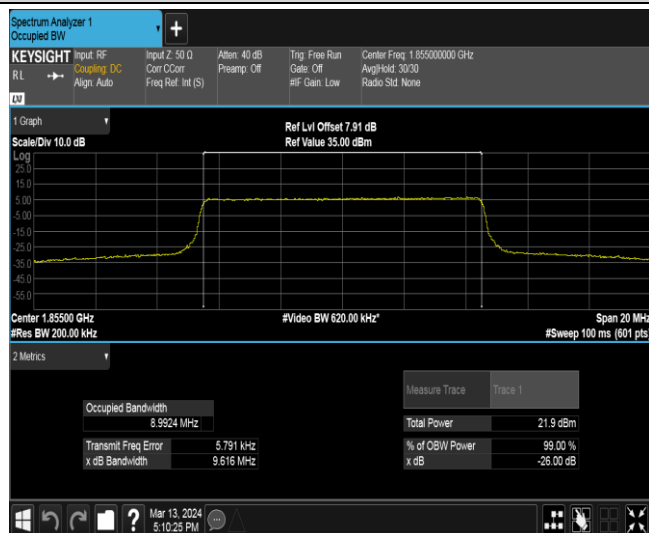 Spectrum Analyzer 1
Occupied BW
+
KEYSIGHT Input: RF Input Z: 50 Ω Atten: 40 dB Trig: Free Run Center Freq: 1.855000000 GHz
RL Coupling: DC Corr CCorr Preamp: Off Gate: Off Avg|Hold: 30/30
Align: Auto Freq Ref: Int (S) #IF Gain: Low Radio Std: None
LXI
1 Graph Ref Lvl Offset 7.91 dB
Scale/Div 10.0 dB Ref Value 35.00 dBm
Log
25.0
15.0
5.00
-5.00
-15.0
-25.0
-35.0
-45.0
-55.0
Center 1.85500 GHz #Video BW 620.00 kHz* Span 20 MHz
#Res BW 200.00 kHz #Sweep 100 ms (601 pts)
2 Metrics
Measure Trace Trace 1
Occupied Bandwidth
8.9924 MHz Total Power 21.9 dBm
Transmit Freq Error 5.791 kHz % of OBW Power 99.00 %
x dB Bandwidth 9.616 MHz x dB -26.00 dB
? Mar 13, 2024
5:10:25 PM